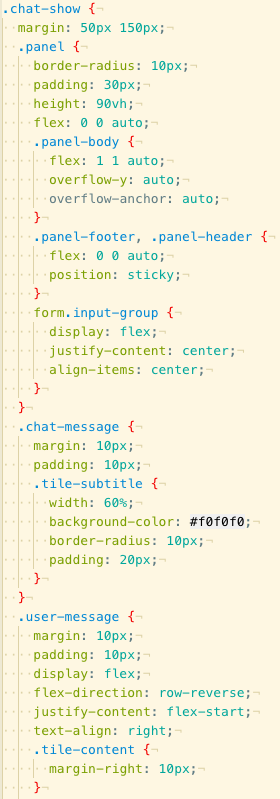 .chat-show {
margin: 50px 150px;
.panel {
border-radius: 10px;
padding: 30px;
height: 90vh;
flex: 0 0 auto;
.panel-body {
flex: 1 1 auto;
overflow-y: auto;
overflow-anchor: auto;
}
.panel-footer, .panel-header {
flex: 0 0 auto;
position: sticky;
}
form.input-group {
display: flex;
justify-content: center;
align-items: center;
}
}
.chat-message {
margin: 10px;
padding: 10px;
.tile-subtitle {
width: 60%;
background-color: #f0f0f0;
border-radius: 10px;
padding: 20px;
}
}
.user-message {
margin: 10px;
padding: 10px;
display: flex;
flex-direction: row-reverse;
justify-content: flex-start;
text-align: right;
.tile-content {
margin-right: 10px;
}